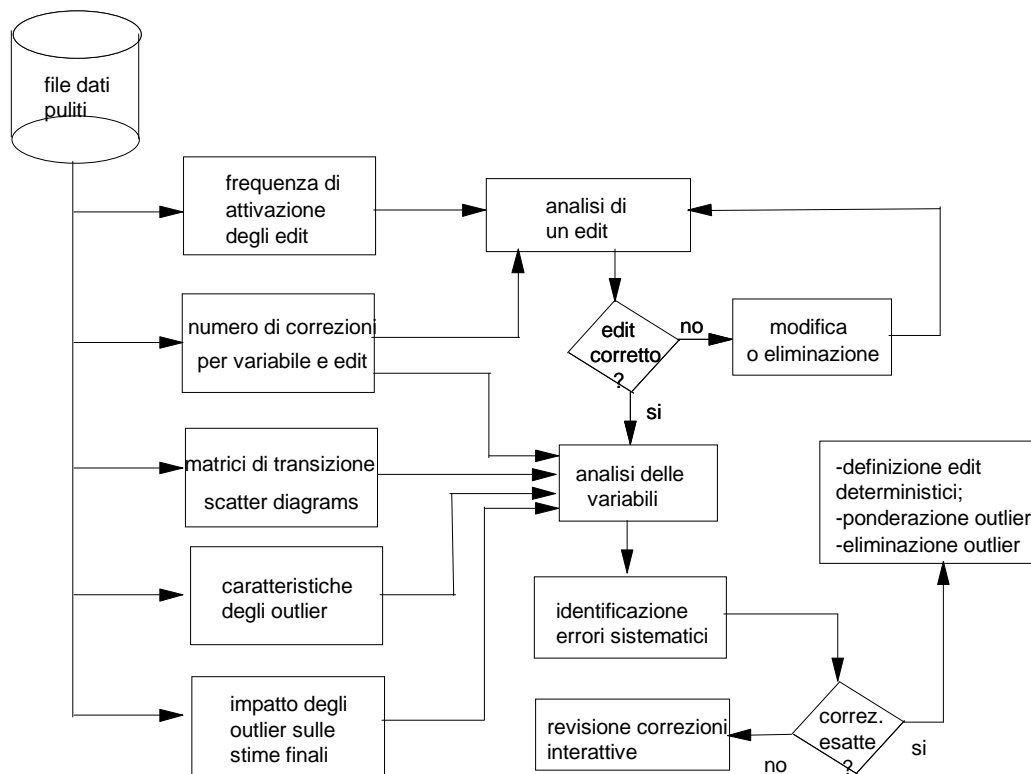 file dati
puliti
frequenza di
attivazione
degli edit
analisi di
un edit
numero di correzioni
per variabile e edit
edit
corretto
?
no
modifica
o eliminazione
si
matrici di transizione
scatter diagrams
analisi delle
variabili
-definizione edit
deterministici;
-ponderazione outlier
-eliminazione outlier
caratteristiche
degli outlier
identificazione
errori sistematici
impatto degli
outlier sulle
stime finali
revisione correzioni
interattive
correz.
esatte
?
no
si